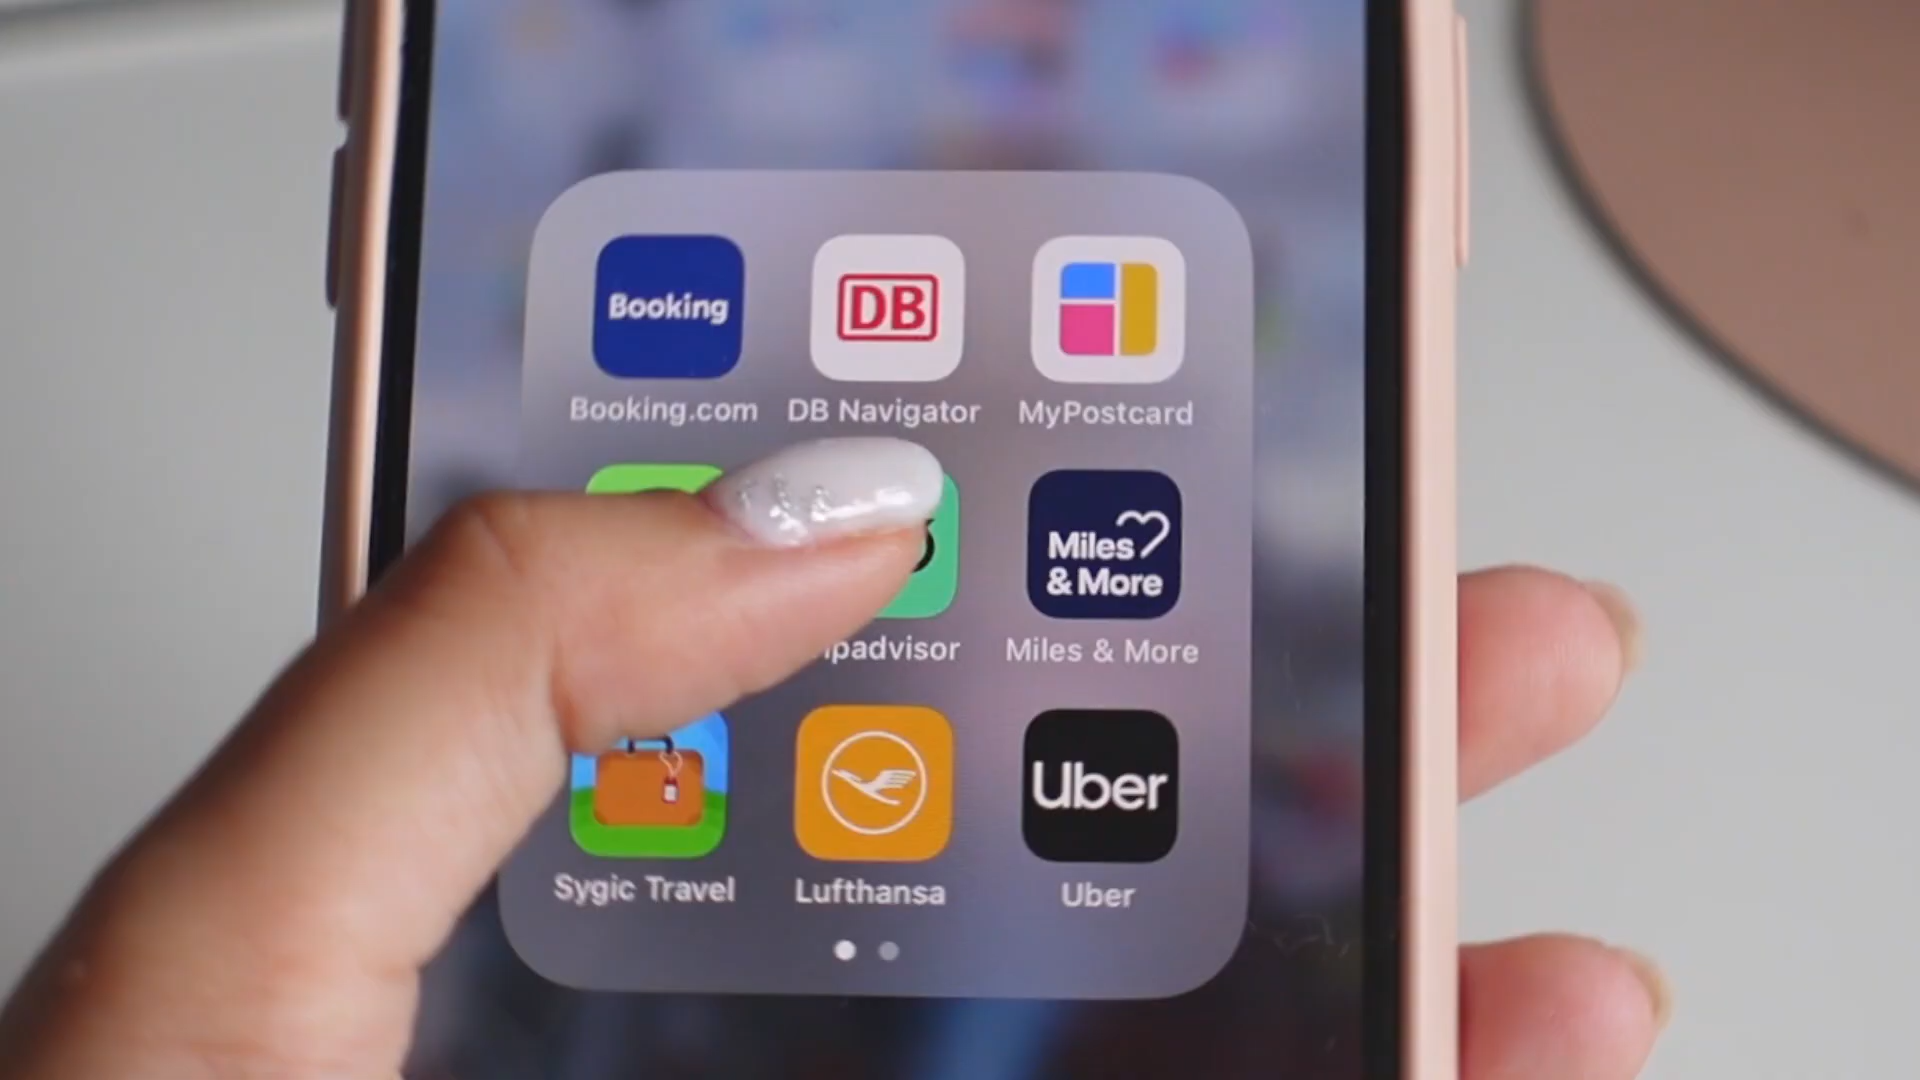 Booking
DB
Booking.com
DB Navigator
MyPostcard
Miles
& More
Miles & More
Uber
Sygic Travel
Lufthansa
Uber